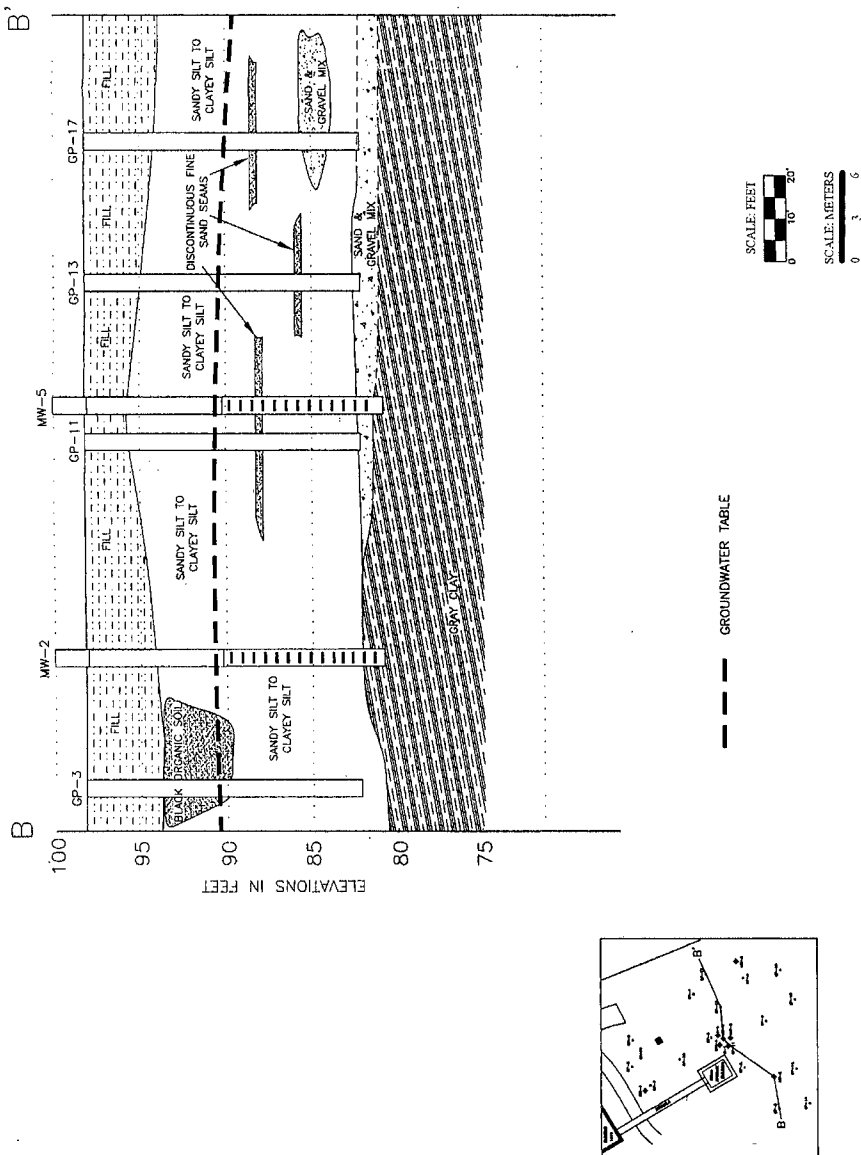 B
B'
GP-3
MW-2
GP-11
MW-5
GP-13
GP-17
100
95
90
85
80
75
ELEVATIONS IN FEET
FILL
FILL
FILL
FILL
FILL
BLACK ORGANIC SOIL
SANDY SILT TO
CLAYEY SILT
SANDY SILT TO
CLAYEY SILT
SANDY SILT TO
CLAYEY SILT
SANDY SILT TO
CLAYEY SILT
DISCONTINUOUS FINE
SAND SEAMS
SAND &
GRAVEL MIX
SAND &
GRAVEL MIX
GRAY CLAY
GROUNDWATER TABLE
SCALE: FEET
0 10' 20'
SCALE: METERS
0 3 6
B
B'